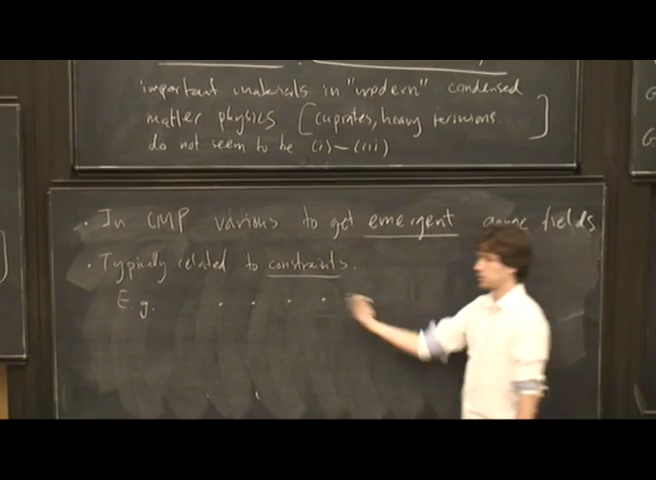 important materials in "modern" condensed
matter physics [cuprates, heavy fermions ]
do not seem to be (i) – (iii)
· In CMP various to get emergent gauge fields
· Typically related to constraints.
E.g. . . . .
G
G